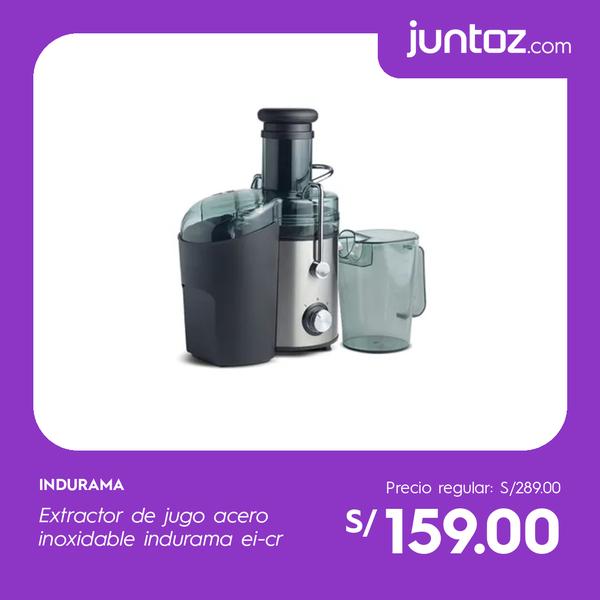 juntoz.com
INDURAMA
Extractor de jugo acero
inoxidable indurama ei-cr
Precio regular: S/289.00
S/159.00